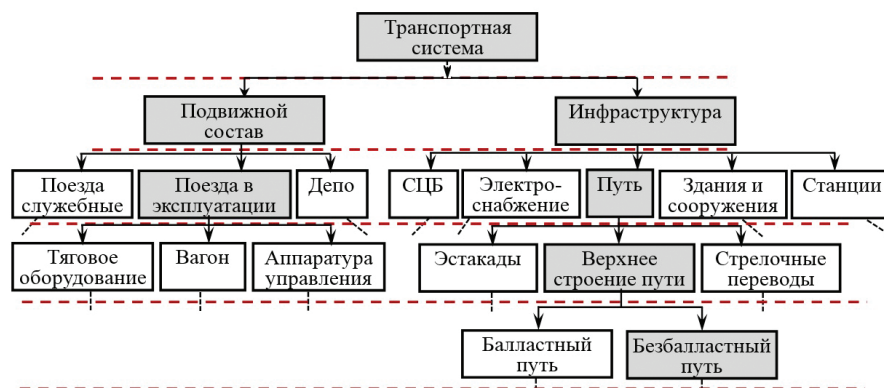 Транспортная
система
Подвижной
состав
Инфраструктура
Поезда
служебные
Поезда в
эксплуатации
Депо
СЦБ
Электро-
снабжение
Путь
Здания и
сооружения
Станции
Тяговое
оборудование
Вагон
Аппаратура
управления
Эстакады
Верхнее
строение пути
Стрелочные
переводы
Балластный
путь
Безбалластный
путь